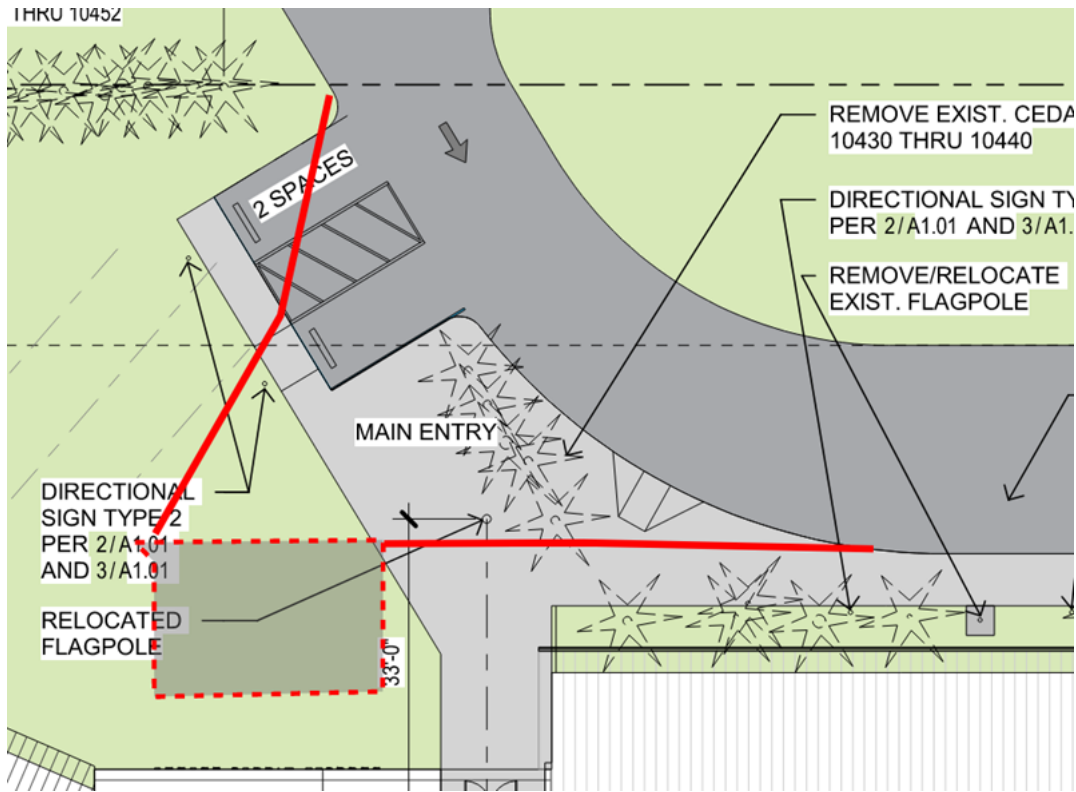 THRU 10452
2 SPACES
REMOVE EXIST. CEDA
10430 THRU 10440
DIRECTIONAL SIGN TY
PER 2/A1.01 AND 3/A1.
REMOVE/RELOCATE
EXIST. FLAGPOLE
MAIN ENTRY
DIRECTIONAL
SIGN TYPE 2
PER 2/A1.01
AND 3/A1.01
RELOCATED
FLAGPOLE
33'-0"